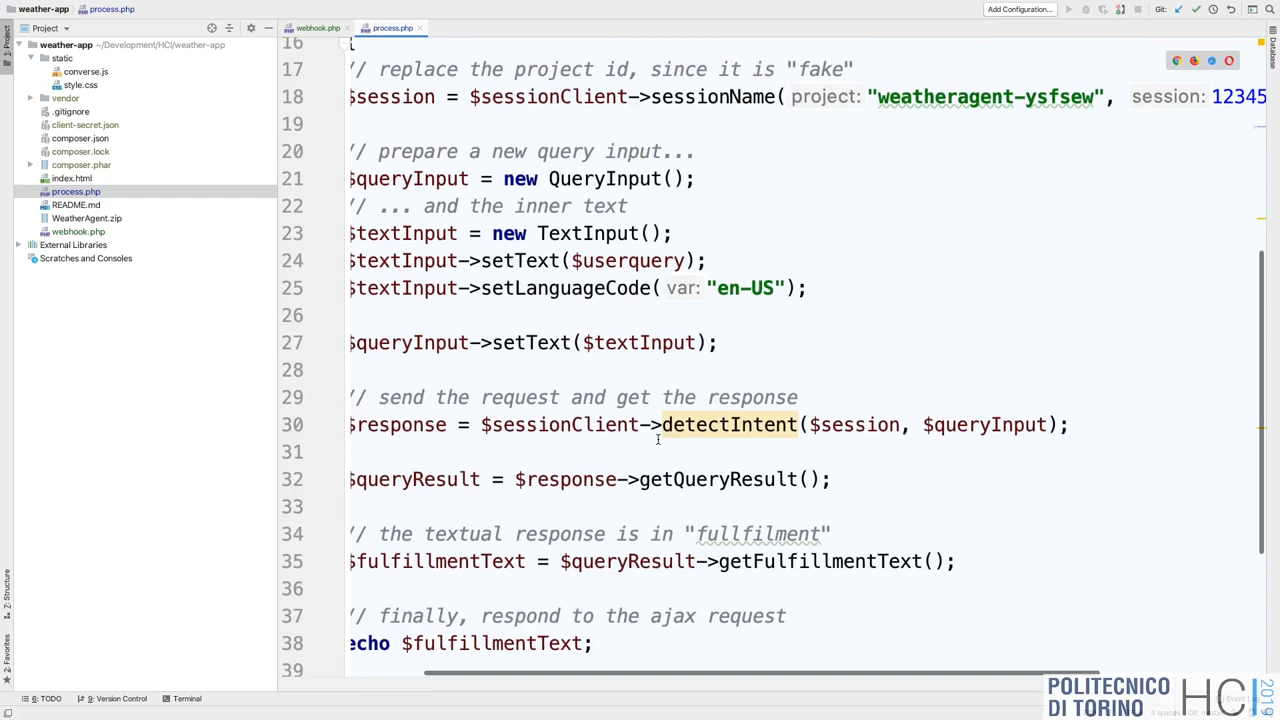 weather-app
process.php
Add Configuration...
Git:
Project
webhook.php
process.php
1: Project
Database
weather-app ~/Development/HCI/weather-app
static
converse.js
style.css
vendor
.gitignore
client-secret.json
composer.json
composer.lock
composer.phar
index.html
process.php
README.md
WeatherAgent.zip
webhook.php
External Libraries
Scratches and Consoles
16 {
17 // replace the project id, since it is "fake"
18 $session = $sessionClient->sessionName( project: "weatheragent-ysfsew", session: 12345
19
20 // prepare a new query input...
21 $queryInput = new QueryInput();
22 // ... and the inner text
23 $textInput = new TextInput();
24 $textInput->setText($userquery);
25 $textInput->setLanguageCode( var: "en-US");
26
27 $queryInput->setText($textInput);
28
29 // send the request and get the response
30 $response = $sessionClient->detectIntent($session, $queryInput);
31
32 $queryResult = $response->getQueryResult();
33
34 // the textual response is in "fullfilment"
35 $fulfillmentText = $queryResult->getFulfillmentText();
36
37 // finally, respond to the ajax request
38 echo $fulfillmentText;
39
7: Structure
2: Favorites
6: TODO
9: Version Control
Terminal
POLITECNICO
DI TORINO
HCI
2019